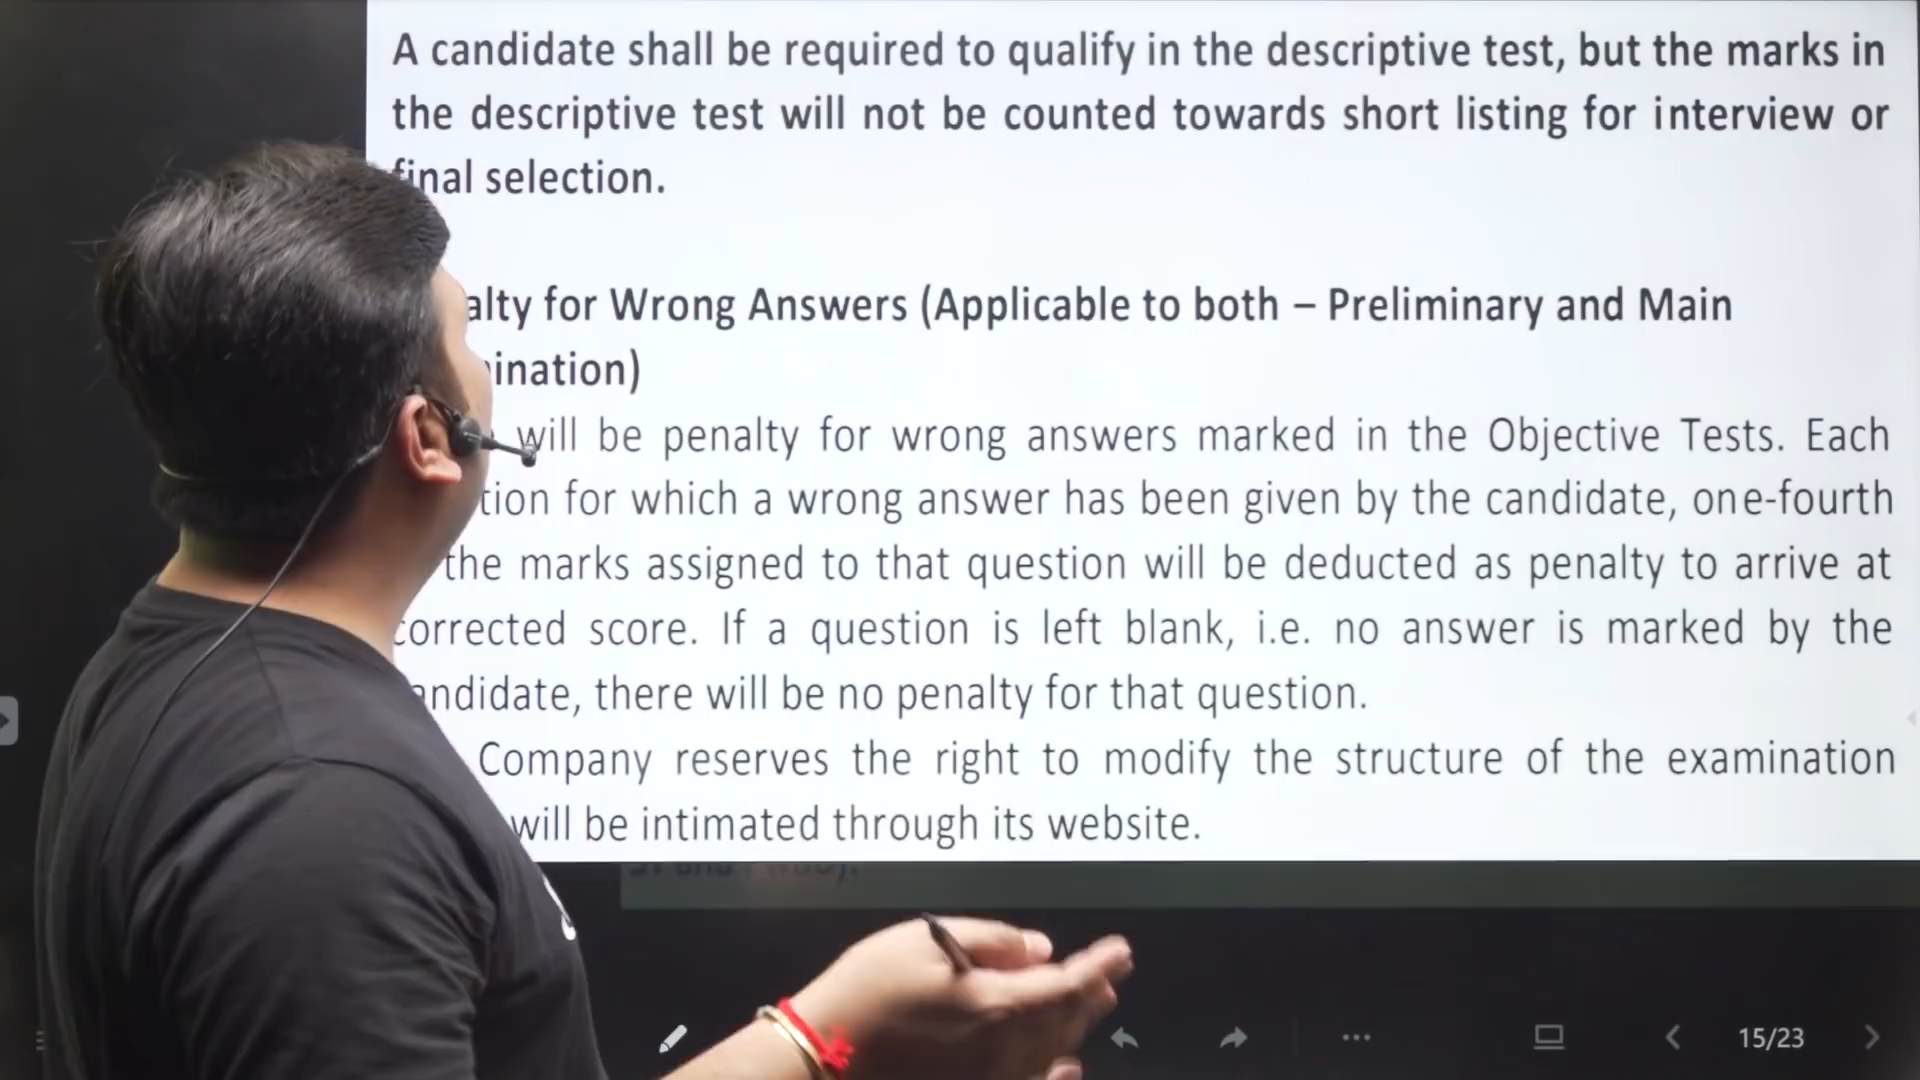 A candidate shall be required to qualify in the descriptive test, but the marks in
the descriptive test will not be counted towards short listing for interview or
final selection.
alty for Wrong Answers (Applicable to both – Preliminary and Main
ination)
will be penalty for wrong answers marked in the Objective Tests. Each
tion for which a wrong answer has been given by the candidate, one-fourth
the marks assigned to that question will be deducted as penalty to arrive at
corrected score. If a question is left blank, i.e. no answer is marked by the
andidate, there will be no penalty for that question.
Company reserves the right to modify the structure of the examination
will be intimated through its website.
15/23